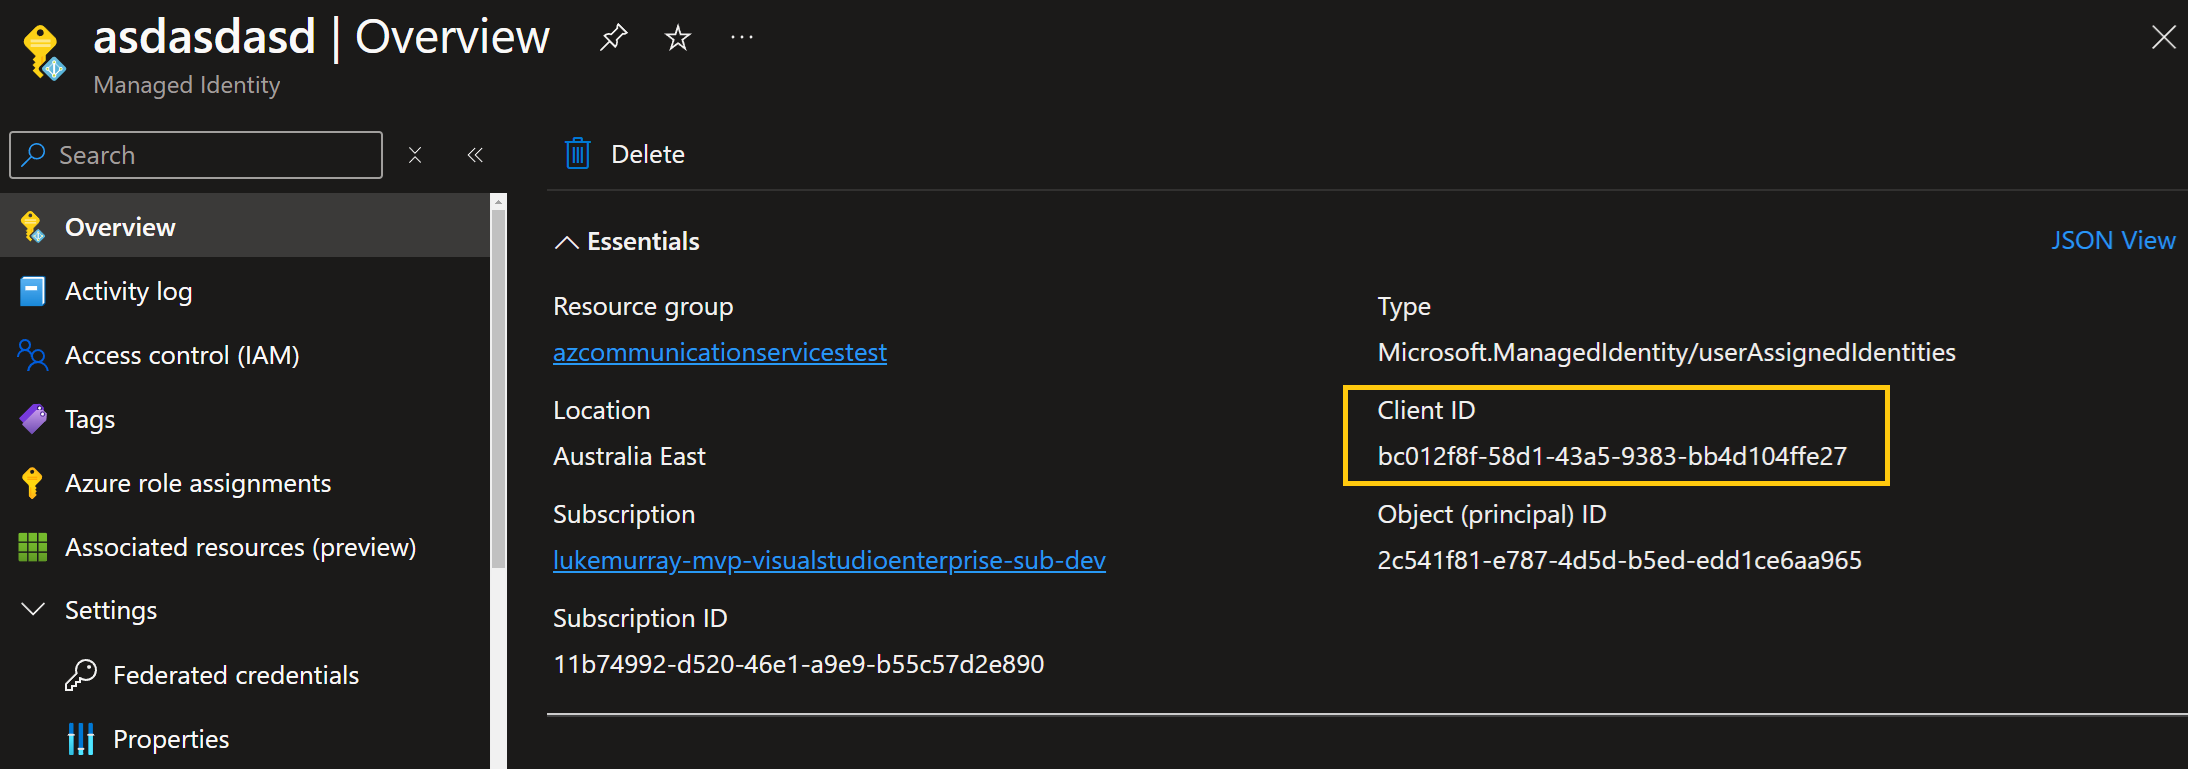 asdasdasd | Overview
Managed Identity
Search
Delete
Overview
Activity log
Access control (IAM)
Tags
Azure role assignments
Associated resources (preview)
Settings
Federated credentials
Properties
Essentials
JSON View
Resource group
azcommunicationservicestest
Location
Australia East
Subscription
lukemurray-mvp-visualstudioenterprise-sub-dev
Subscription ID
11b74992-d520-46e1-a9e9-b55c57d2e890
Type
Microsoft.ManagedIdentity/userAssignedIdentities
Client ID
bc012f8f-58d1-43a5-9383-bb4d104ffe27
Object (principal) ID
2c541f81-e787-4d5d-b5ed-edd1ce6aa965